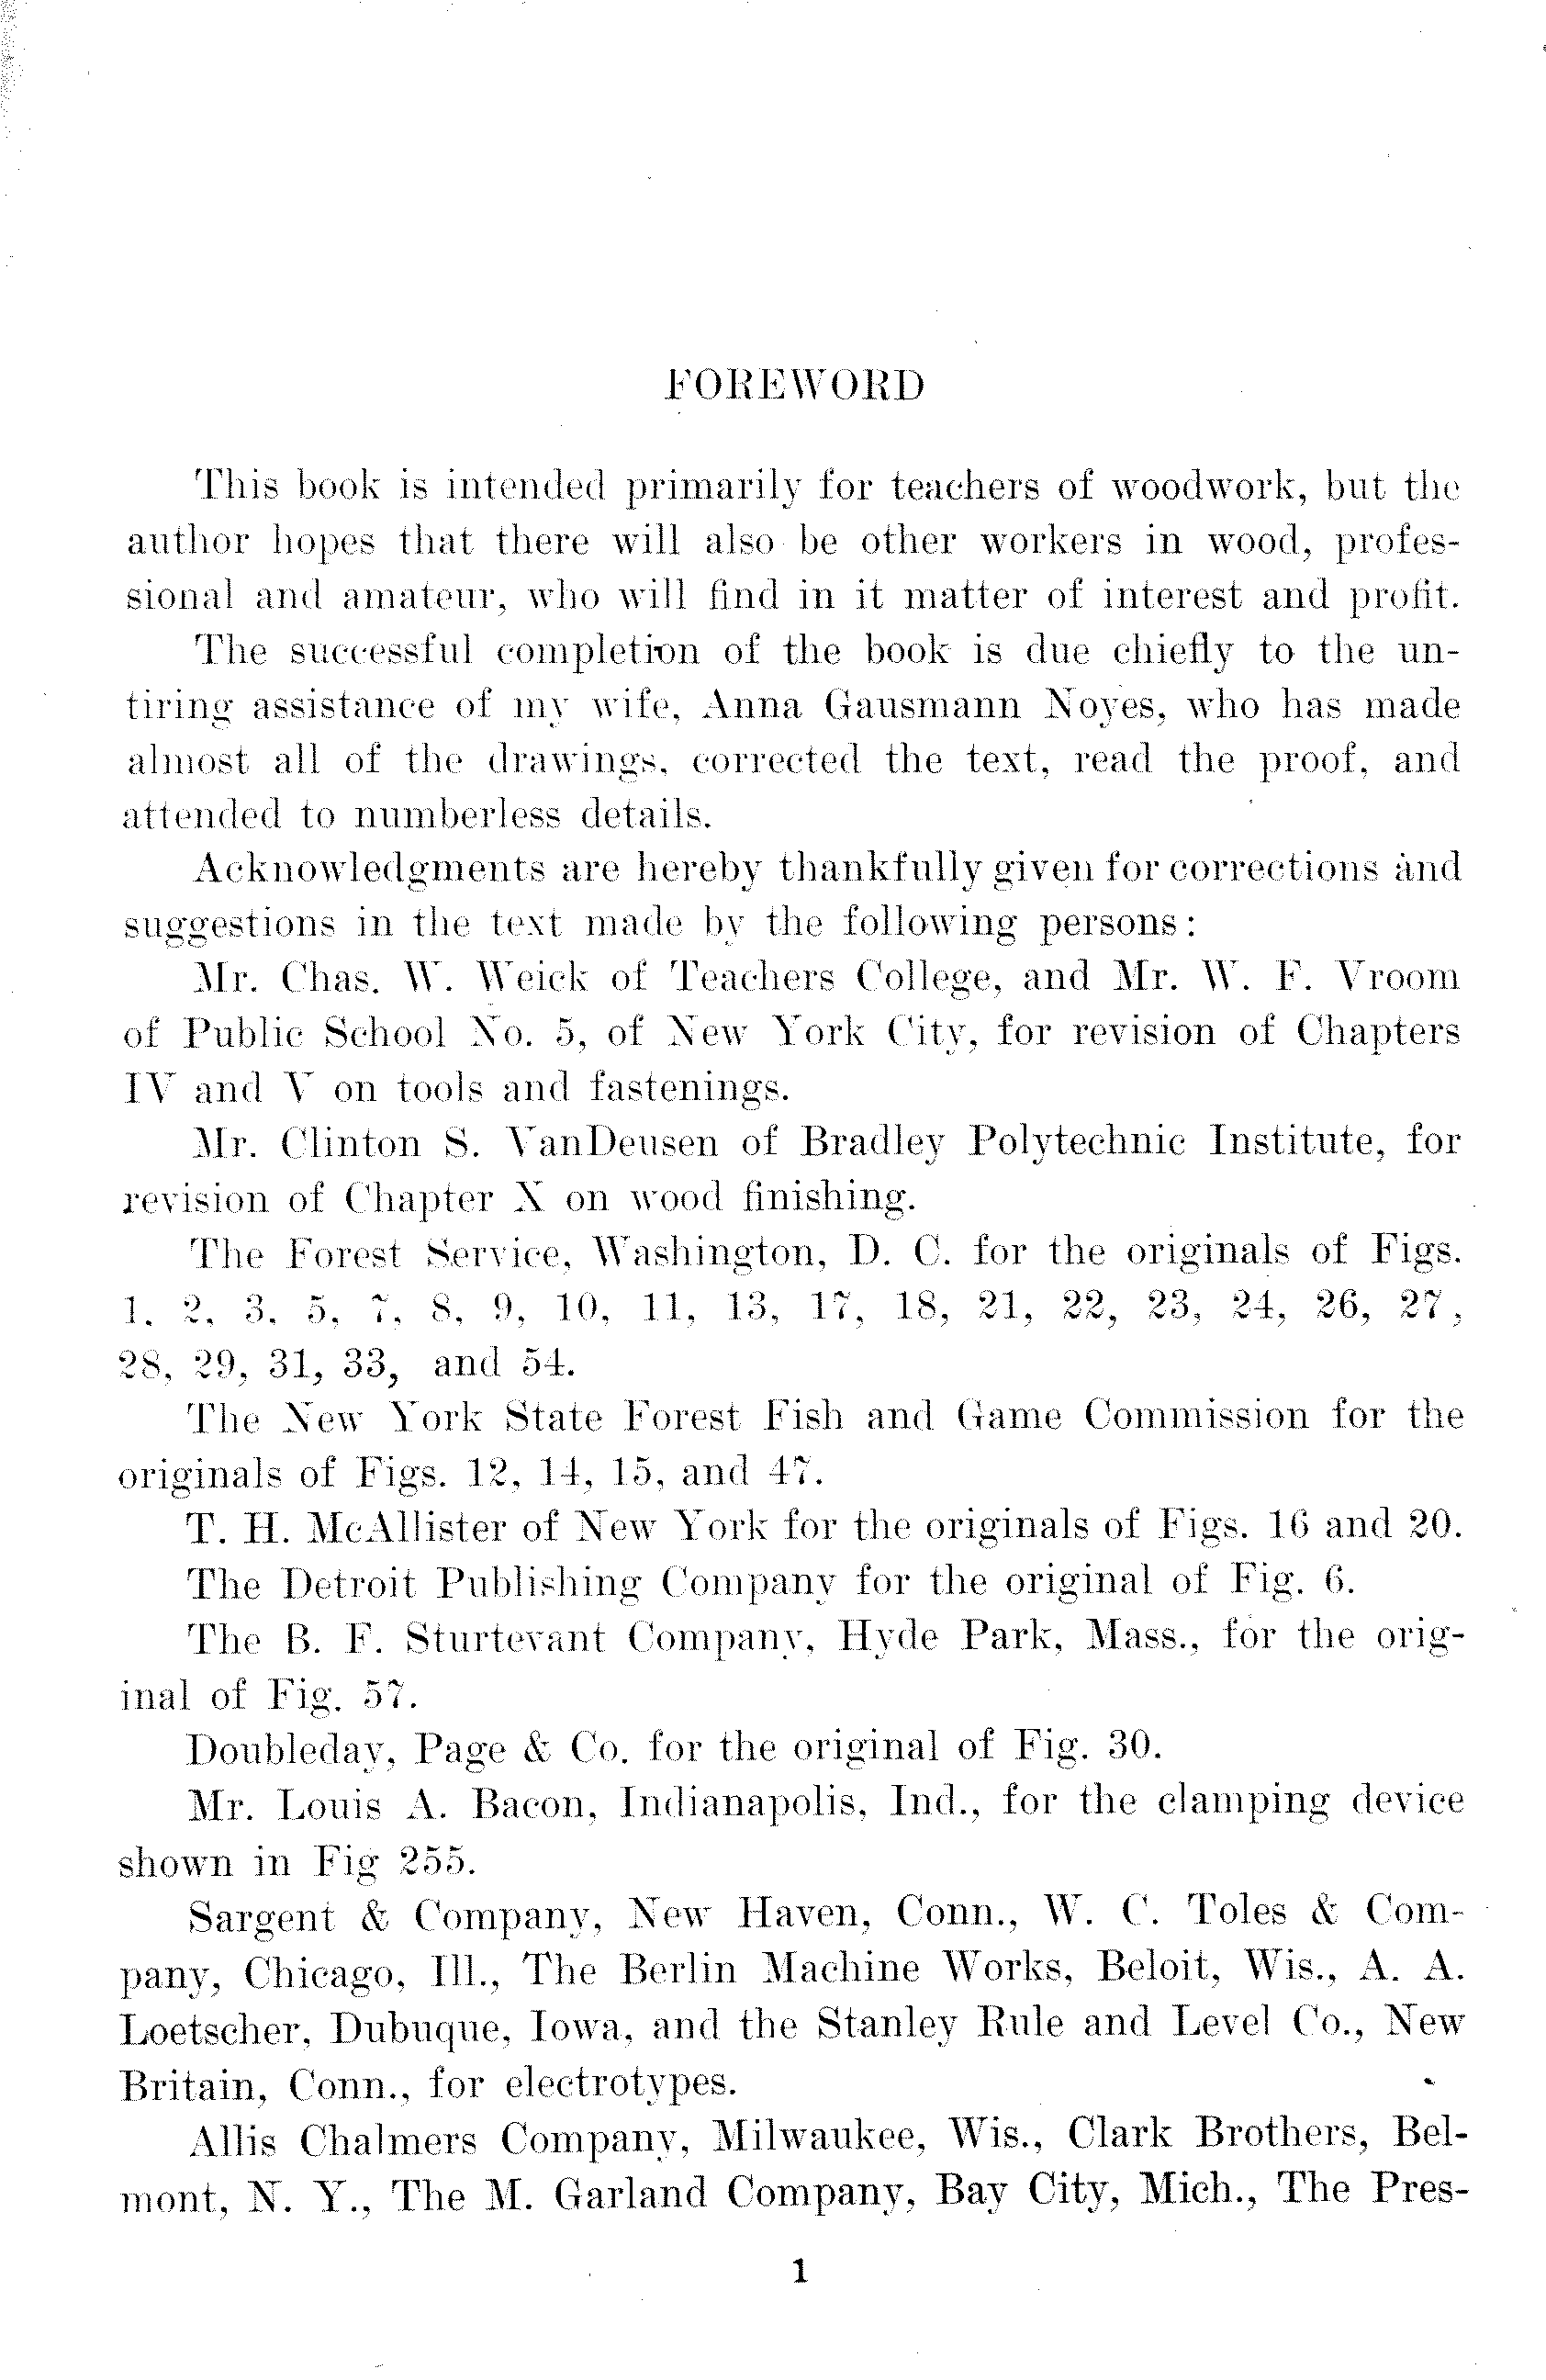 FOREWORD
This book is intended primarily for teachers of woodwork, but the
author hopes that there will also be other workers in wood, profes-
sional and amateur, who will find in it matter of interest and profit.
The successful completion of the book is due chiefly to the un-
tiring assistance of my wife, Anna Gausmann Noyes, who has made
almost all of the drawings, corrected the text, read the proof, and
attended to numberless details.
Acknowledgments are hereby thankfully given for corrections and
suggestions in the text made by the following persons:
Mr. Chas. W. Weick of Teachers College, and Mr. W. F. Vroom
of Public School No. 5, of New York City, for revision of Chapters
IV and V on tools and fastenings.
Mr. Clinton S. VanDeusen of Bradley Polytechnic Institute, for
revision of Chapter X on wood finishing.
The Forest Service, Washington, D. C. for the originals of Figs.
1, 2, 3, 5, 7, 8, 9, 10, 11, 13, 17, 18, 21, 22, 23, 24, 26, 27,
28, 29, 31, 33, and 54.
The New York State Forest Fish and Game Commission for the
originals of Figs. 12, 14, 15, and 47.
T. H. McAllister of New York for the originals of Figs. 16 and 20.
The Detroit Publishing Company for the original of Fig. 6.
The B. F. Sturtevant Company, Hyde Park, Mass., for the orig-
inal of Fig. 57.
Doubleday, Page & Co. for the original of Fig. 30.
Mr. Louis A. Bacon, Indianapolis, Ind., for the clamping device
shown in Fig 255.
Sargent & Company, New Haven, Conn., W. C. Toles & Com-
pany, Chicago, Ill., The Berlin Machine Works, Beloit, Wis., A. A.
Loetscher, Dubuque, Iowa, and the Stanley Rule and Level Co., New
Britain, Conn., for electrotypes.
Allis Chalmers Company, Milwaukee, Wis., Clark Brothers, Bel-
mont, N. Y., The M. Garland Company, Bay City, Mich., The Pres-
1